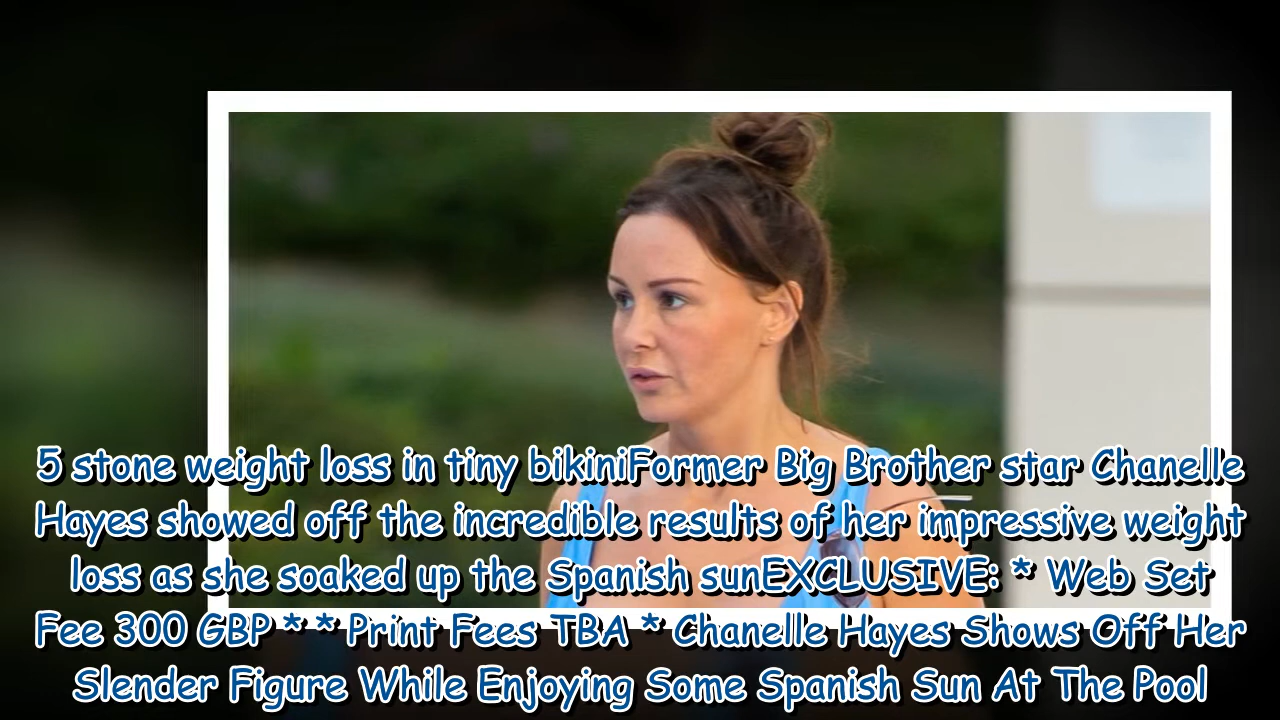 5 stone weight loss in tiny bikiniFormer Big Brother star Chanelle
Hayes showed off the incredible results of her impressive weight
loss as she soaked up the Spanish sunEXCLUSIVE: * Web Set
Fee 300 GBP * * Print Fees TBA * Chanelle Hayes Shows Off Her
Slender Figure While Enjoying Some Spanish Sun At The Pool